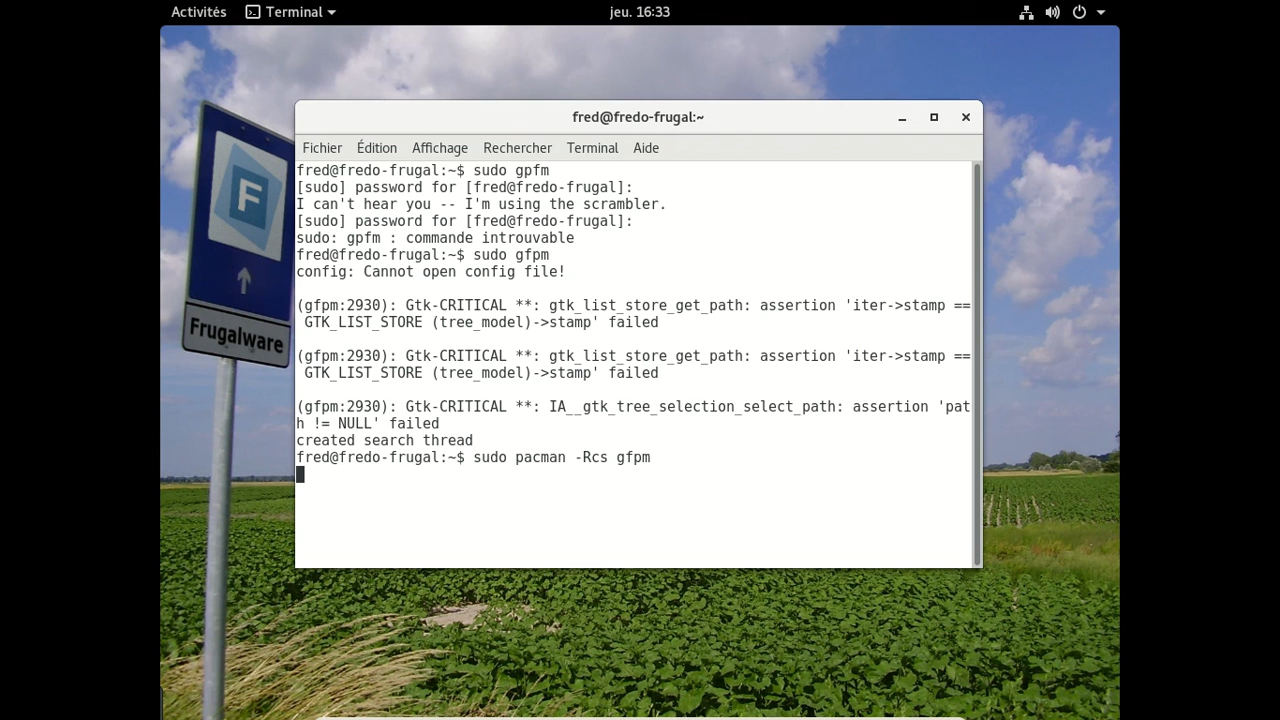 Activités
Terminal
jeu. 16:33
fred@fredo-frugal:~
Fichier Édition Affichage Rechercher Terminal Aide
fred@fredo-frugal:~$ sudo gpfm
[sudo] password for [fred@fredo-frugal]:
I can't hear you -- I'm using the scrambler.
[sudo] password for [fred@fredo-frugal]:
sudo: gpfm : commande introuvable
fred@fredo-frugal:~$ sudo gfpm
config: Cannot open config file!
(gfpm:2930): Gtk-CRITICAL **: gtk_list_store_get_path: assertion 'iter->stamp ==
GTK_LIST_STORE (tree_model)->stamp' failed
(gfpm:2930): Gtk-CRITICAL **: gtk_list_store_get_path: assertion 'iter->stamp ==
GTK_LIST_STORE (tree_model)->stamp' failed
(gfpm:2930): Gtk-CRITICAL **: IA__gtk_tree_selection_select_path: assertion 'pat
h != NULL' failed
created search thread
fred@fredo-frugal:~$ sudo pacman -Rcs gfpm
F
Frugalware